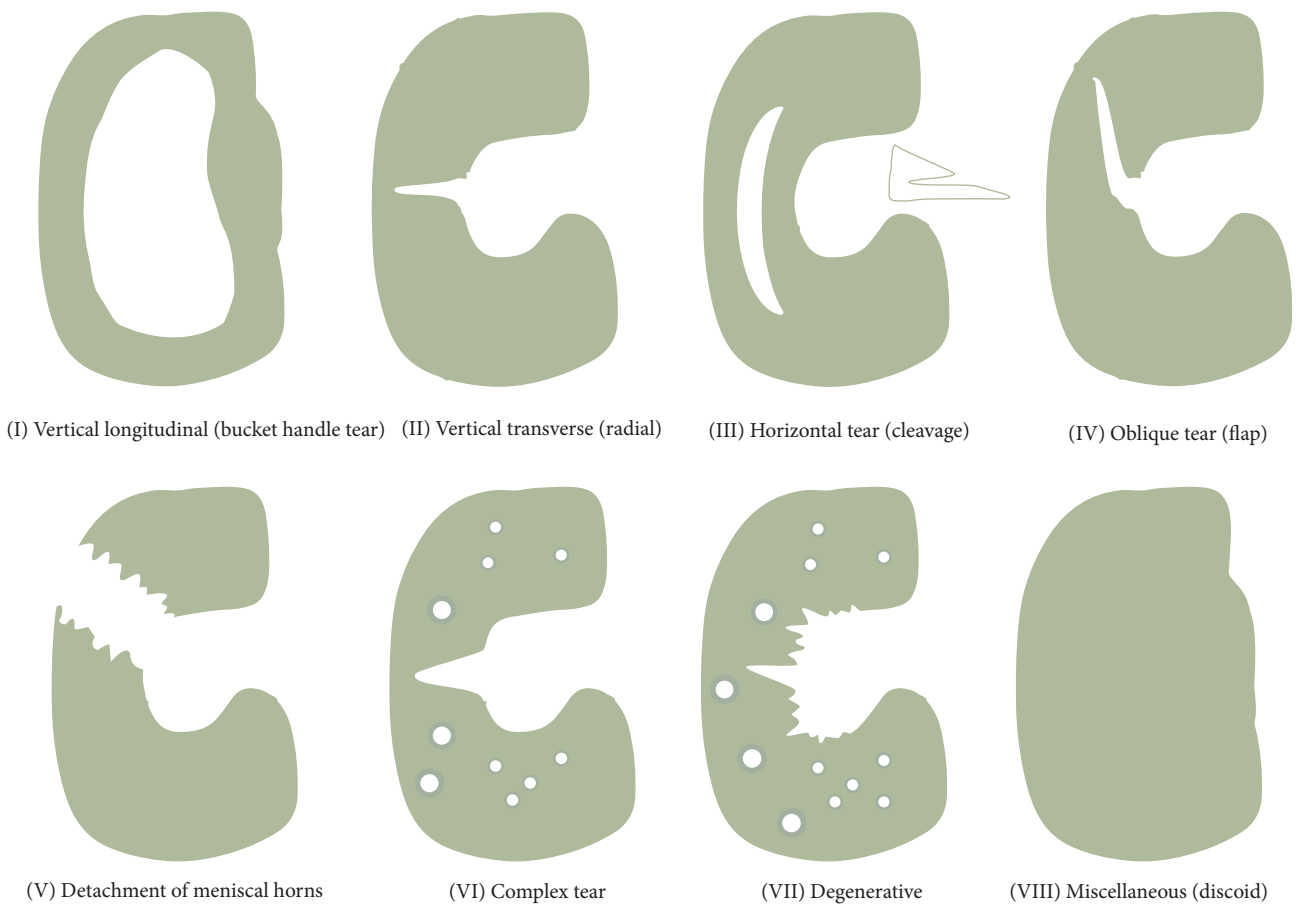 (I) Vertical longitudinal (bucket handle tear)
(II) Vertical transverse (radial)
(III) Horizontal tear (cleavage)
(IV) Oblique tear (flap)
(V) Detachment of meniscal horns
(VI) Complex tear
(VII) Degenerative
(VIII) Miscellaneous (discoid)